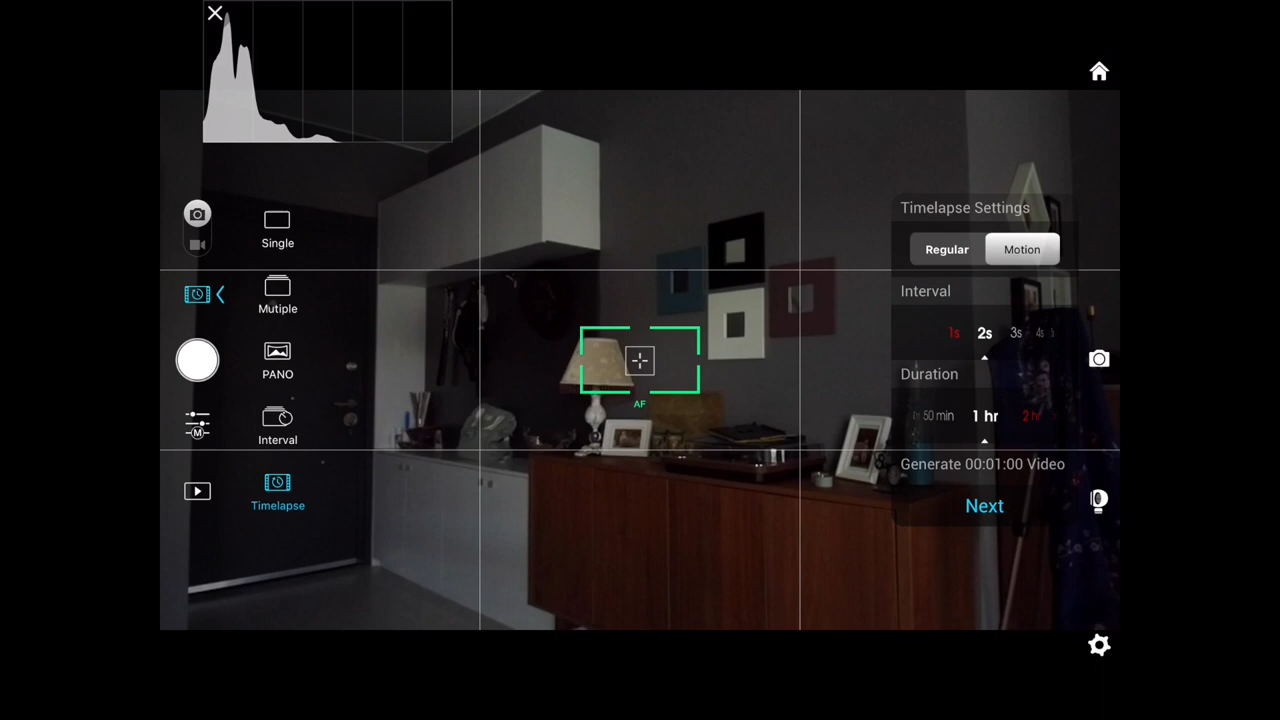 Single
Mutiple
PANO
Interval
Timelapse
M
AF
Timelapse Settings
Regular Motion
Interval
1s 2s 3s 4s
Duration
50 min 1 hr 2 hr
Generate 00:01:00 Video
Next